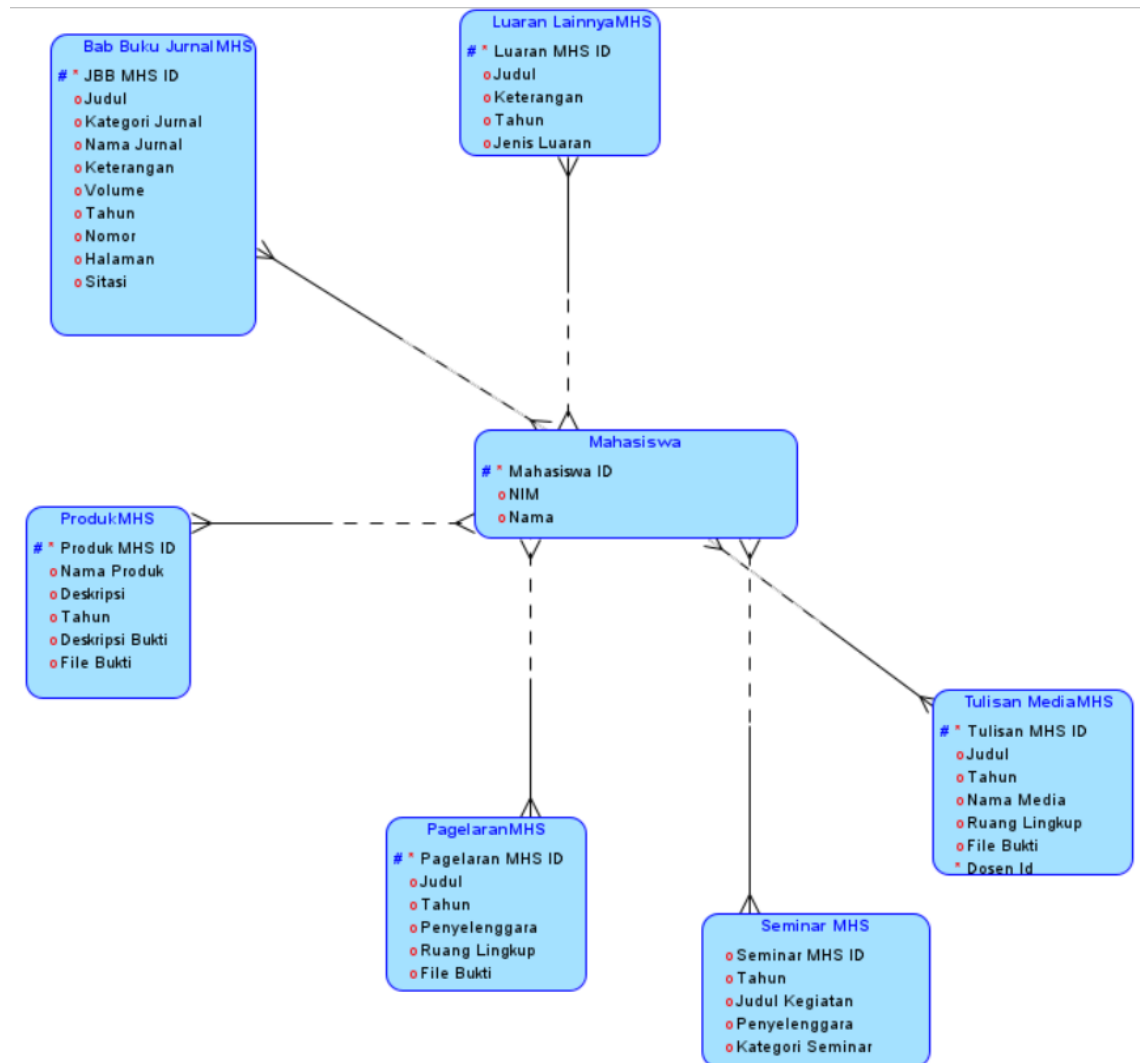 Bab Buku JurnalMHS
# * JBB MHS ID
o Judul
o Kategori Jurnal
o Nama Jurnal
o Keterangan
o Volume
o Tahun
o Nomor
o Halaman
o Sitasi
Luaran LainnyaMHS
# * Luaran MHS ID
o Judul
o Keterangan
o Tahun
o Jenis Luaran
Mahasiswa
# * Mahasiswa ID
o NIM
o Nama
ProdukMHS
# * Produk MHS ID
o Nama Produk
o Deskripsi
o Tahun
o Deskripsi Bukti
o File Bukti
Tulisan MediaMHS
# * Tulisan MHS ID
o Judul
o Tahun
o Nama Media
o Ruang Lingkup
o File Bukti
* Dosen Id
PagelaranMHS
# * Pagelaran MHS ID
o Judul
o Tahun
o Penyelenggara
o Ruang Lingkup
o File Bukti
Seminar MHS
o Seminar MHS ID
o Tahun
o Judul Kegiatan
o Penyelenggara
o Kategori Seminar